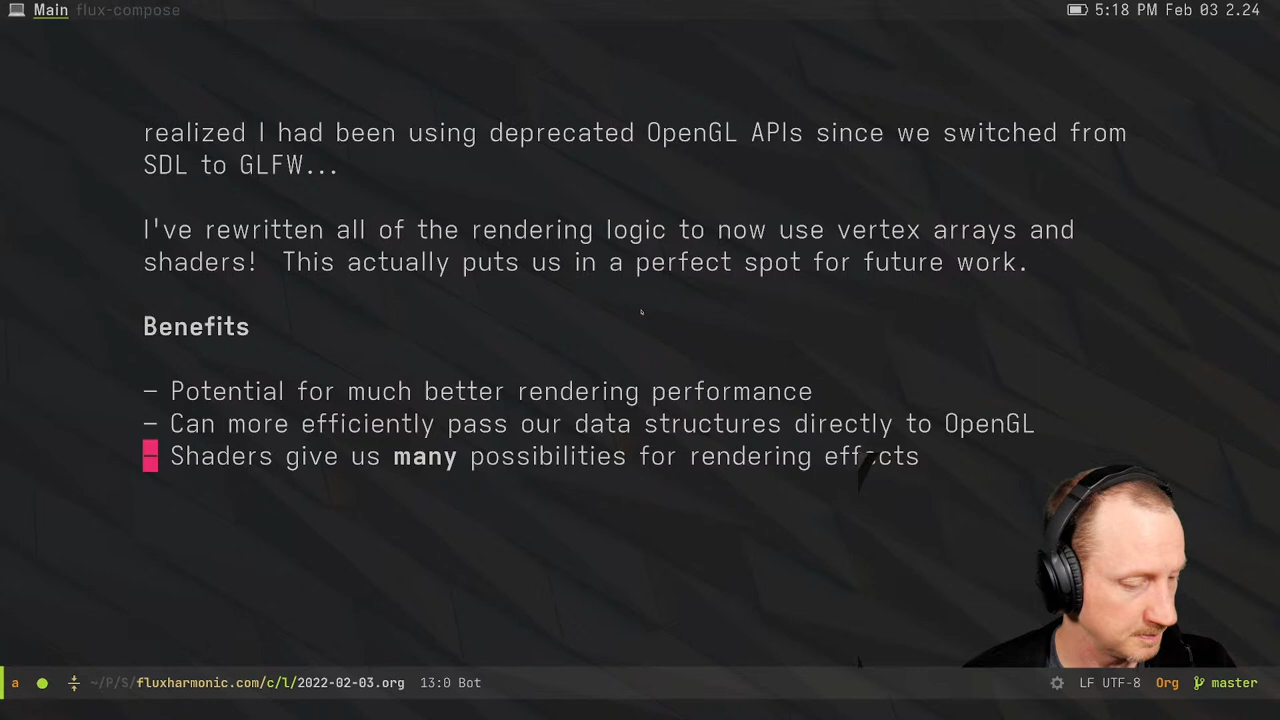 Main flux-compose
5:18 PM Feb 03 2.24
realized I had been using deprecated OpenGL APIs since we switched from
SDL to GLFW...
I've rewritten all of the rendering logic to now use vertex arrays and
shaders!  This actually puts us in a perfect spot for future work.
Benefits
- Potential for much better rendering performance
- Can more efficiently pass our data structures directly to OpenGL
- Shaders give us many possibilities for rendering effects
a ~/P/S/fluxharmonic.com/c/l/2022-02-03.org 13:0 Bot LF UTF-8 Org master